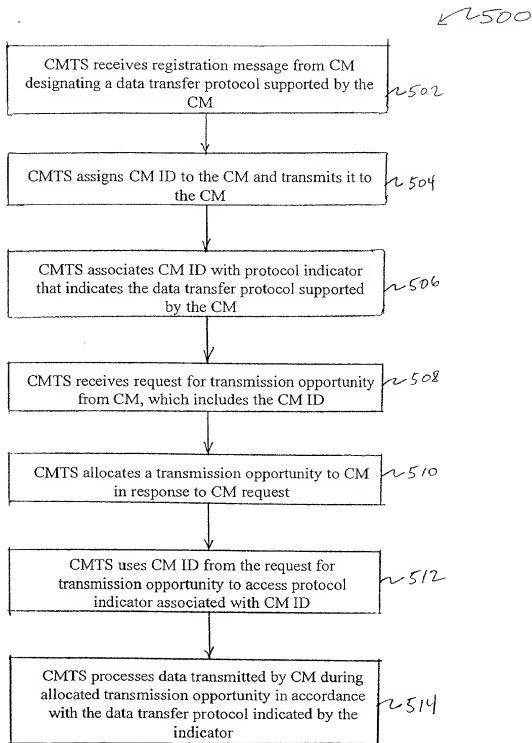 500
CMTS receives registration message from CM
designating a data transfer protocol supported by the
CM
502
CMTS assigns CM ID to the CM and transmits it to
the CM
504
CMTS associates CM ID with protocol indicator
that indicates the data transfer protocol supported
by the CM
506
CMTS receives request for transmission opportunity
from CM, which includes the CM ID
508
CMTS allocates a transmission opportunity to CM
in response to CM request
510
CMTS uses CM ID from the request for
transmission opportunity to access protocol
indicator associated with CM ID
512
CMTS processes data transmitted by CM during
allocated transmission opportunity in accordance
with the data transfer protocol indicated by the
indicator
514